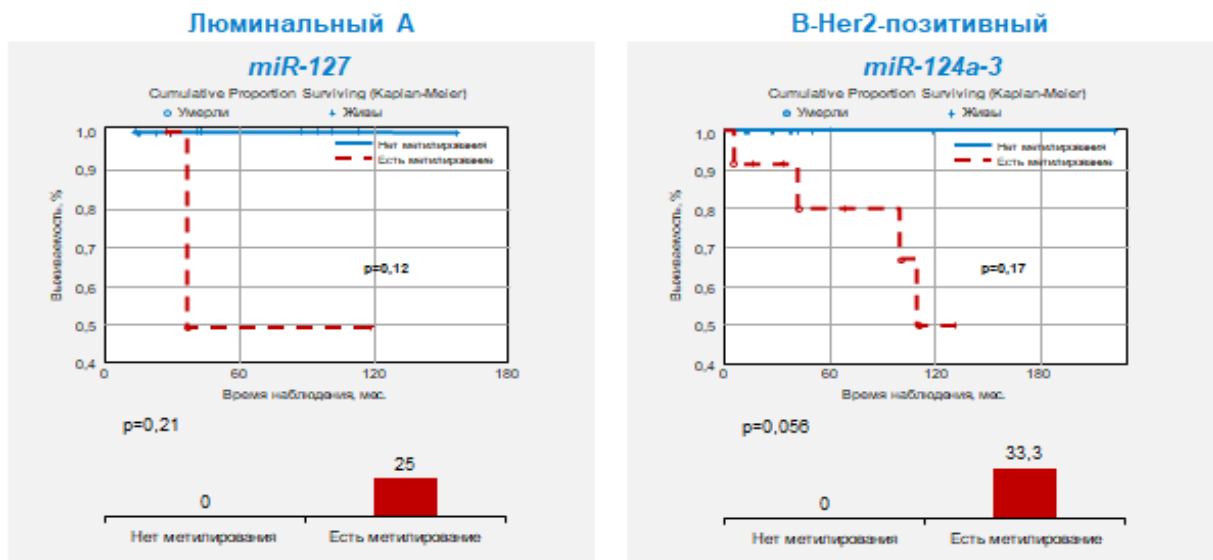 Люминальный А
miR-127
Cumulative Proportion Surviving (Kaplan-Meier)
Умерли
Живы
Нет метилирования
Есть метилирование
1,0
0,9
0,8
0,7
0,6
0,5
0,4
Выживаемость, %
p=0,12
0
60
120
180
Время наблюдения, мес.
p=0,21
0
25
Нет метилирования
Есть метилирование
В-Her2-позитивный
miR-124a-3
Cumulative Proportion Surviving (Kaplan-Meier)
Умерли
Живы
Нет метилирования
Есть метилирование
1,0
0,9
0,8
0,7
0,6
0,5
0,4
Выживаемость, %
p=0,17
0
60
120
180
Время наблюдения, мес.
p=0,056
0
33,3
Нет метилирования
Есть метилирование